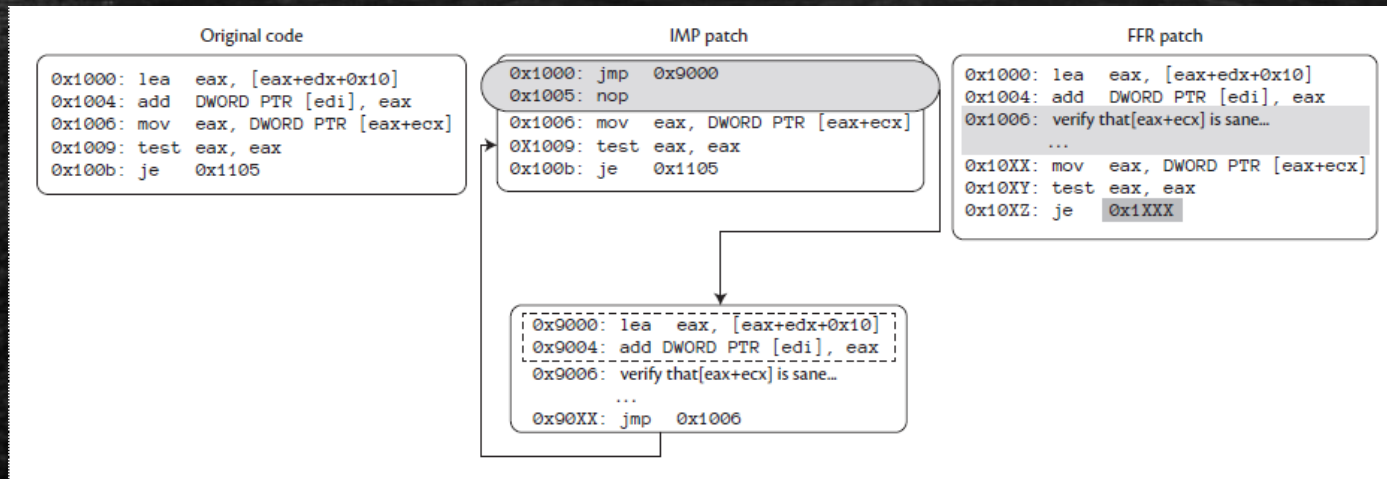 Original code
0x1000: lea eax, [eax+edx+0x10]
0x1004: add DWORD PTR [edi], eax
0x1006: mov eax, DWORD PTR [eax+ecx]
0x1009: test eax, eax
0x100b: je 0x1105
IMP patch
0x1000: jmp 0x9000
0x1005: nop
0x1006: mov eax, DWORD PTR [eax+ecx]
0X1009: test eax, eax
0x100b: je 0x1105
0x9000: lea eax, [eax+edx+0x10]
0x9004: add DWORD PTR [edi], eax
0x9006: verify that[eax+ecx] is sane...
...
0x90XX: jmp 0x1006
FFR patch
0x1000: lea eax, [eax+edx+0x10]
0x1004: add DWORD PTR [edi], eax
0x1006: verify that[eax+ecx] is sane...
...
0x10XX: mov eax, DWORD PTR [eax+ecx]
0x10XY: test eax, eax
0x10XZ: je 0x1XXX